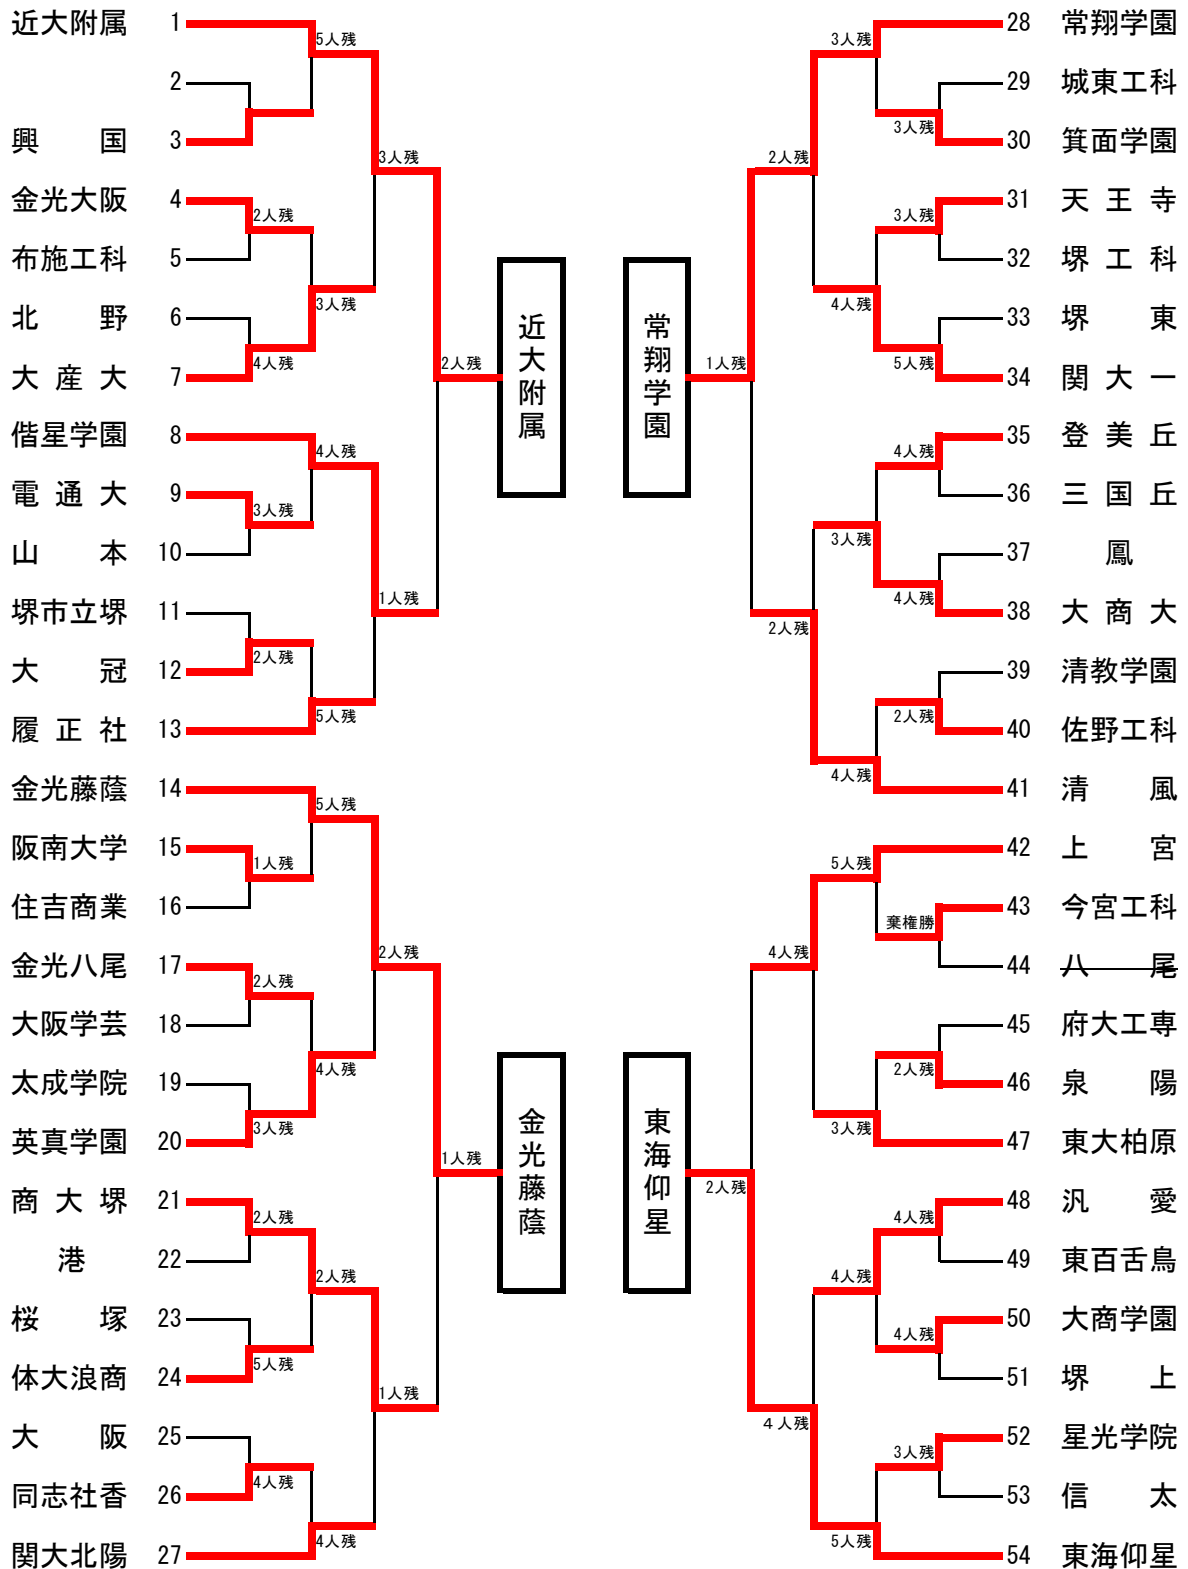 近大附属 1
2
興国 3
金光大阪 4
布施工科 5
北野 6
大産大 7
偕星学園 8
電通大 9
山本 10
堺市立堺 11
大冠 12
履正社 13
金光藤蔭 14
阪南大学 15
住吉商業 16
金光八尾 17
大阪学芸 18
太成学院 19
英真学園 20
商大堺 21
港 22
桜塚 23
体大浪商 24
大阪 25
同志社香 26
関大北陽 27
5人残
2人残
3人残
4人残
3人残
4人残
3人残
2人残
5人残
1人残
2人残
5人残
1人残
2人残
3人残
4人残
2人残
2人残
5人残
2人残
4人残
4人残
1人残
1人残
近大附属
金光藤蔭
常翔学園
東海仰星
1人残
2人残
3人残
3人残
3人残
4人残
5人残
4人残
3人残
4人残
2人残
2人残
4人残
5人残
棄権勝
4人残
2人残
3人残
2人残
4人残
4人残
4人残
４人残
3人残
5人残
28 常翔学園
29 城東工科
30 箕面学園
31 天王寺
32 堺工科
33 堺東
34 関大一
35 登美丘
36 三国丘
37 鳳
38 大商大
39 清教学園
40 佐野工科
41 清風
42 上宮
43 今宮工科
44 八尾
45 府大工専
46 泉陽
47 東大柏原
48 汎愛
49 東百舌鳥
50 大商学園
51 堺上
52 星光学院
53 信太
54 東海仰星